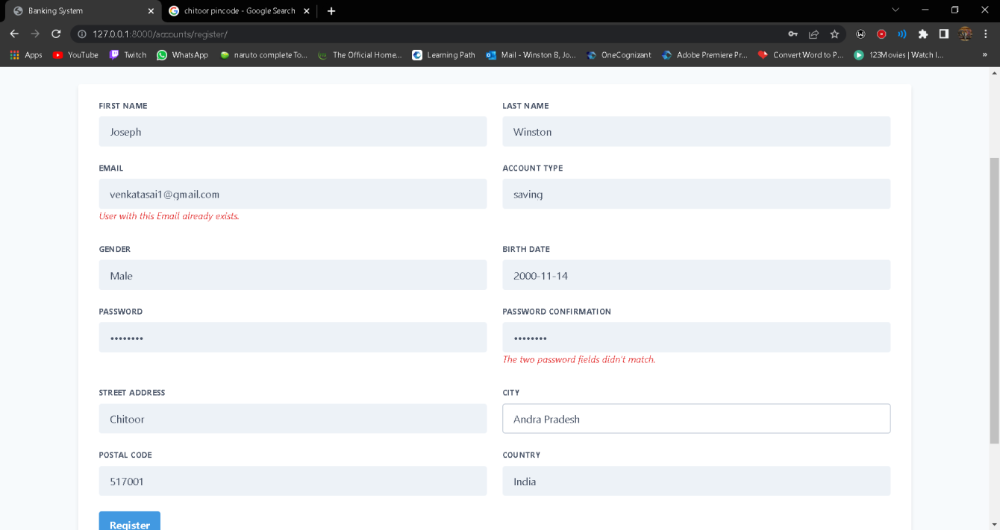 Banking System
chitoor pincode - Google Search
127.0.0.1:8000/accounts/register/
Apps YouTube Twitch WhatsApp naruto complete To... The Official Home... Learning Path Mail - Winston B, Jo... OneCognizant Adobe Premiere Pr... Convert Word to P... 123Movies | Watch I... »
FIRST NAME LAST NAME
Joseph Winston
EMAIL ACCOUNT TYPE
venkatasai1@gmail.com saving
User with this Email already exists.
GENDER BIRTH DATE
Male 2000-11-14
PASSWORD PASSWORD CONFIRMATION
•••••••• ••••••••
The two password fields didn't match.
STREET ADDRESS CITY
Chitoor Andra Pradesh
POSTAL CODE COUNTRY
517001 India
Register